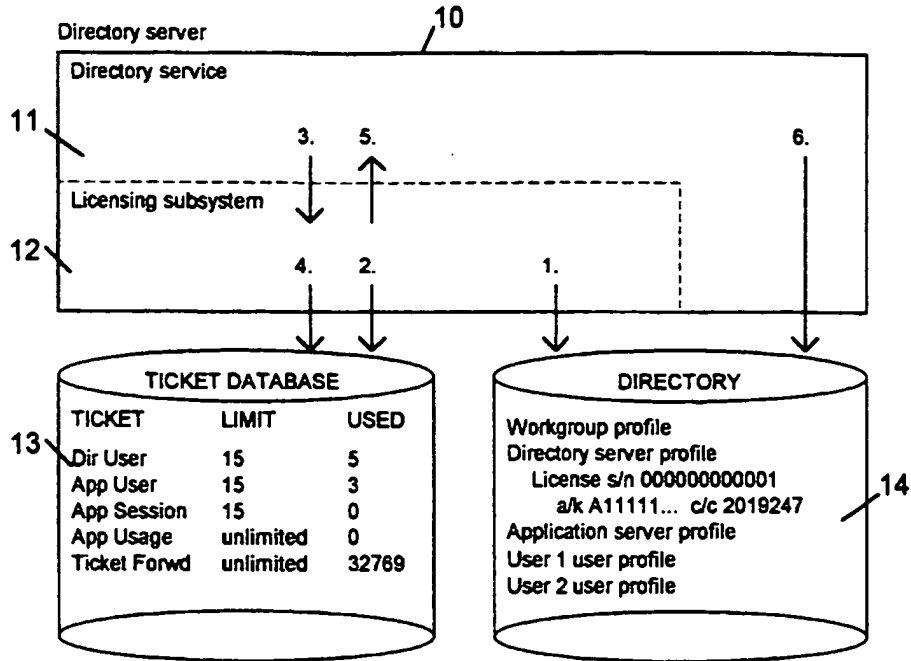 10
Directory server
Directory service
11
3. 5. 6.
Licensing subsystem
12
4. 2. 1.
TICKET DATABASE
TICKET LIMIT USED
13
Dir User 15 5
App User 15 3
App Session 15 0
App Usage unlimited 0
Ticket Forwd unlimited 32769
DIRECTORY
Workgroup profile
Directory server profile
License s/n 000000000001
a/k A11111... c/c 2019247
14
Application server profile
User 1 user profile
User 2 user profile